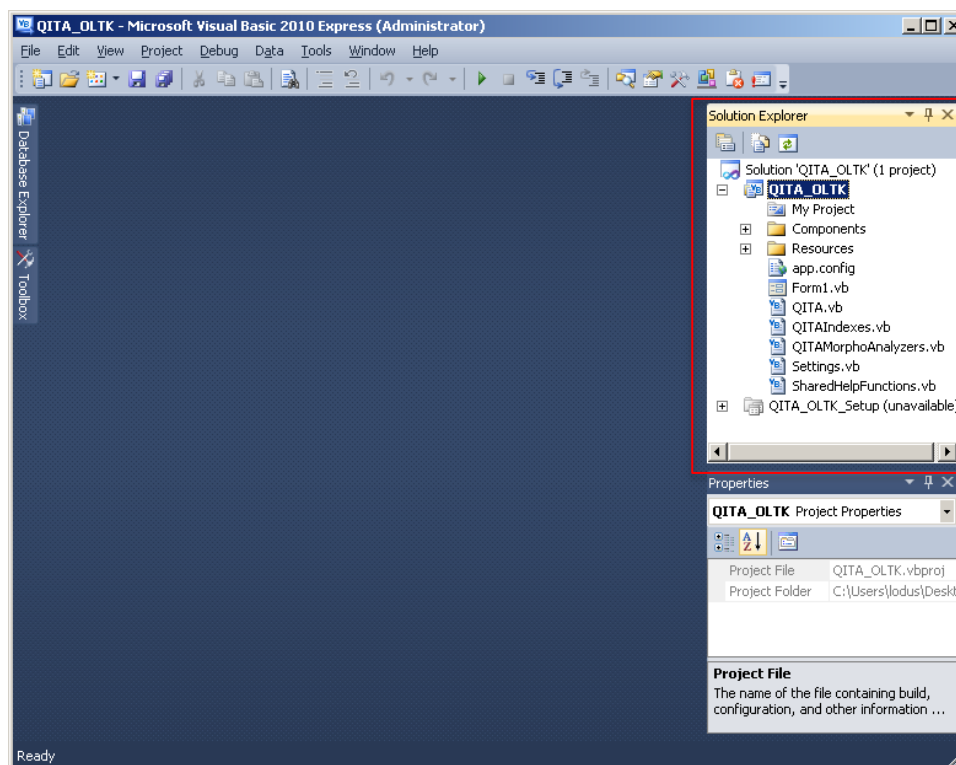 QITA_OLTK - Microsoft Visual Basic 2010 Express (Administrator)
File Edit View Project Debug Data Tools Window Help
Database Explorer
Toolbox
Solution Explorer
Solution 'QITA_OLTK' (1 project)
QITA_OLTK
My Project
Components
Resources
app.config
Form1.vb
QITA.vb
QITAIndexes.vb
QITAMorphoAnalyzers.vb
Settings.vb
SharedHelpFunctions.vb
QITA_OLTK_Setup (unavailable)
Properties
QITA_OLTK Project Properties
Project File QITA_OLTK.vbproj
Project Folder C:\Users\lodus\Deskt
Project File
The name of the file containing build,
configuration, and other information ...
Ready